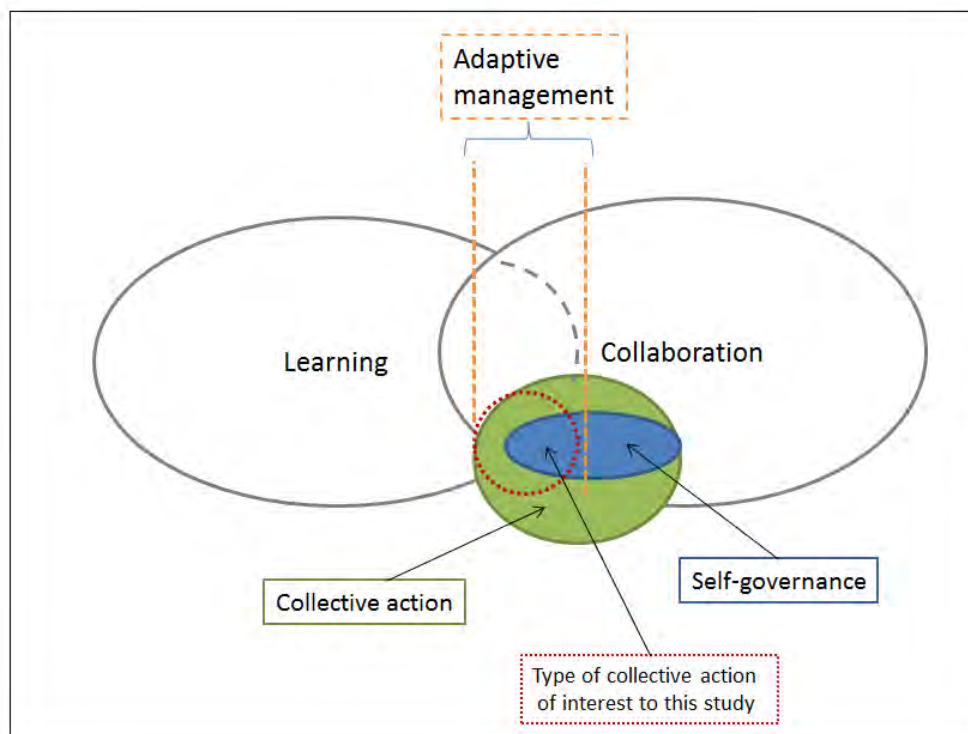 Adaptive
management
Learning
Collaboration
Self-governance
Collective action
Type of collective action
of interest to this study